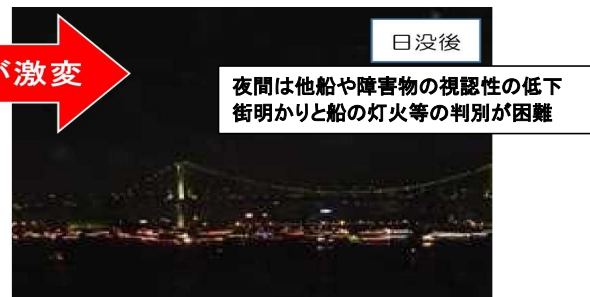 が激変
日没後
夜間は他船や障害物の視認性の低下
街明かりと船の灯火等の判別が困難